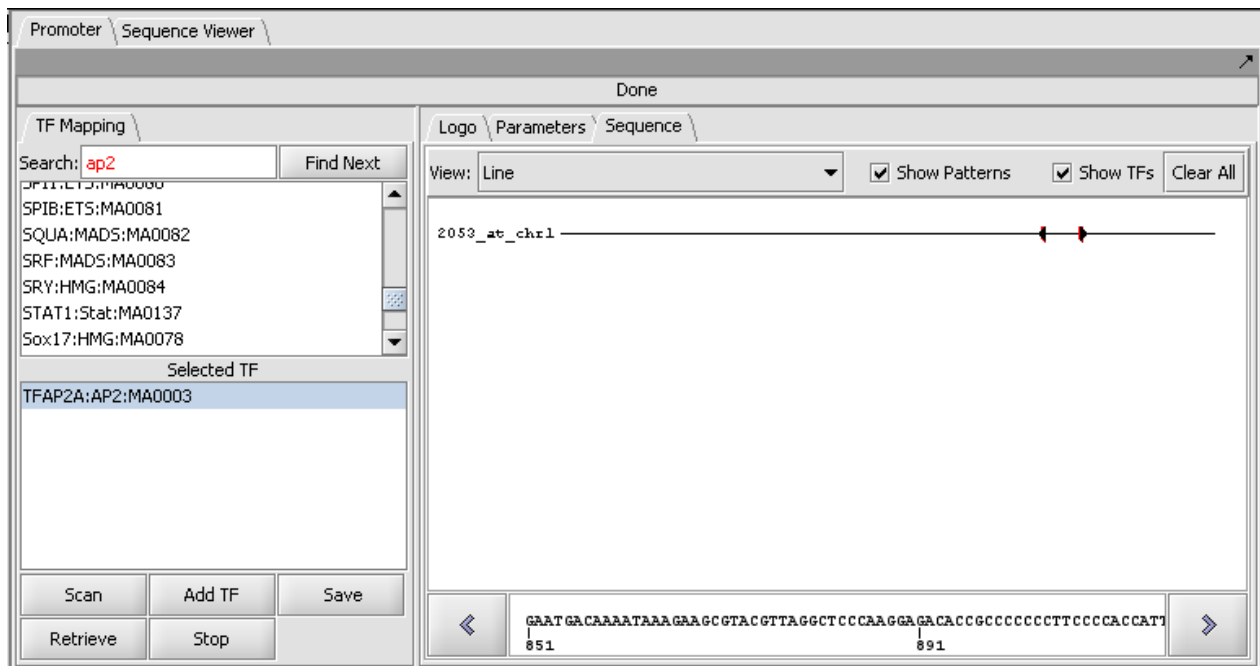 Promoter Sequence Viewer
Done
TF Mapping
Search: ap2 Find Next
SPIB:ETS:MA0081
SQUA:MADS:MA0082
SRF:MADS:MA0083
SRY:HMG:MA0084
STAT1:Stat:MA0137
Sox17:HMG:MA0078
Selected TF
TFAP2A:AP2:MA0003
Scan Add TF Save
Retrieve Stop
Logo Parameters Sequence
View: Line Show Patterns Show TFs Clear All
2053_at_chr1
GAATGACAAAATAAAGAAGCGTACGTTAGGCTCCCAAGGAGACACCGCCCCCCCTTCCCCACCATT
851 891